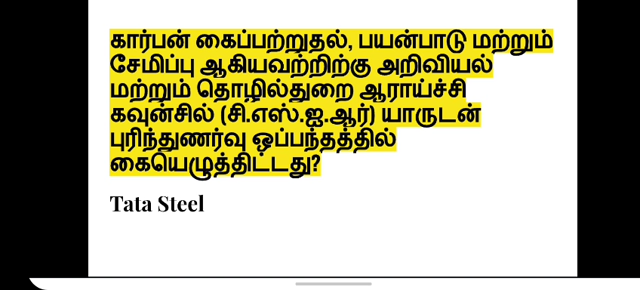 கார்பன் கைப்பற்றுதல், பயன்பாடு மற்றும்
சேமிப்பு ஆகியவற்றிற்கு அறிவியல்
மற்றும் தொழில்துறை ஆராய்ச்சி
கவுன்சில் (சி.எஸ்.ஐ.ஆர்) யாருடன்
புரிந்துணர்வு ஒப்பந்தத்தில்
கையெழுத்திட்டது?
Tata Steel